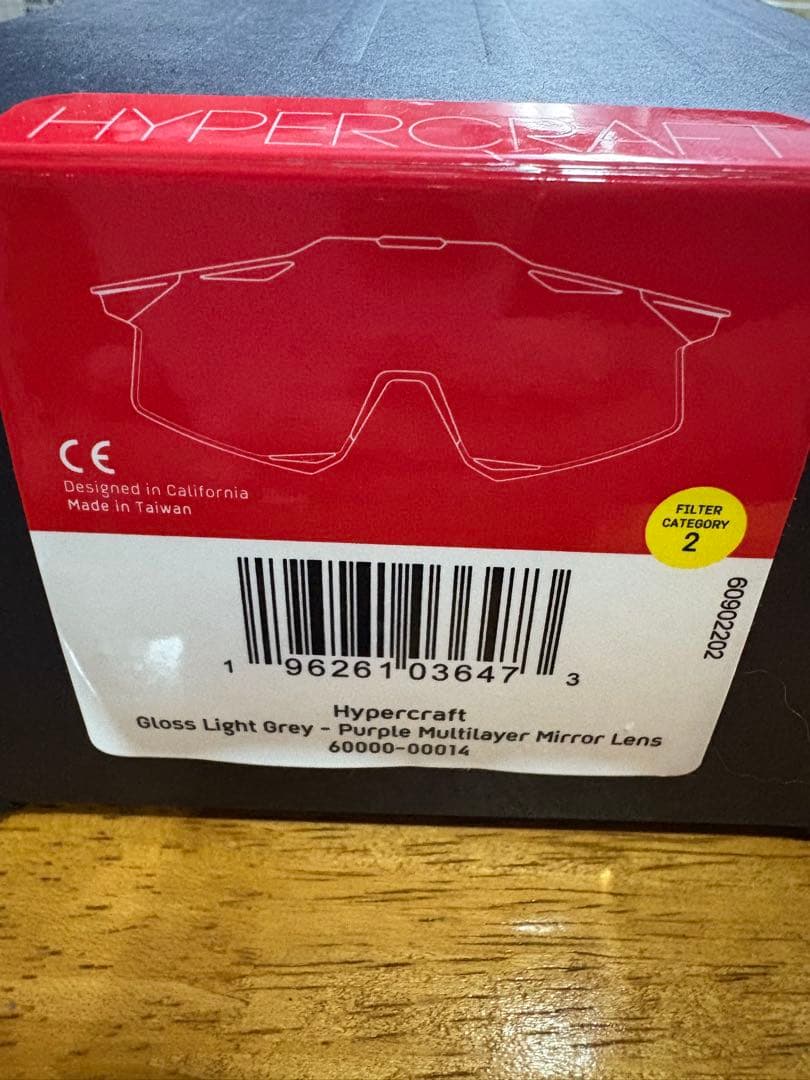 HYPERCRAFT
CE
Designed in California
Made in Taiwan
FILTER
CATEGORY
2
60902202
1 96261 03647 3
Hypercraft
Gloss Light Grey - Purple Multilayer Mirror Lens
60000-00014